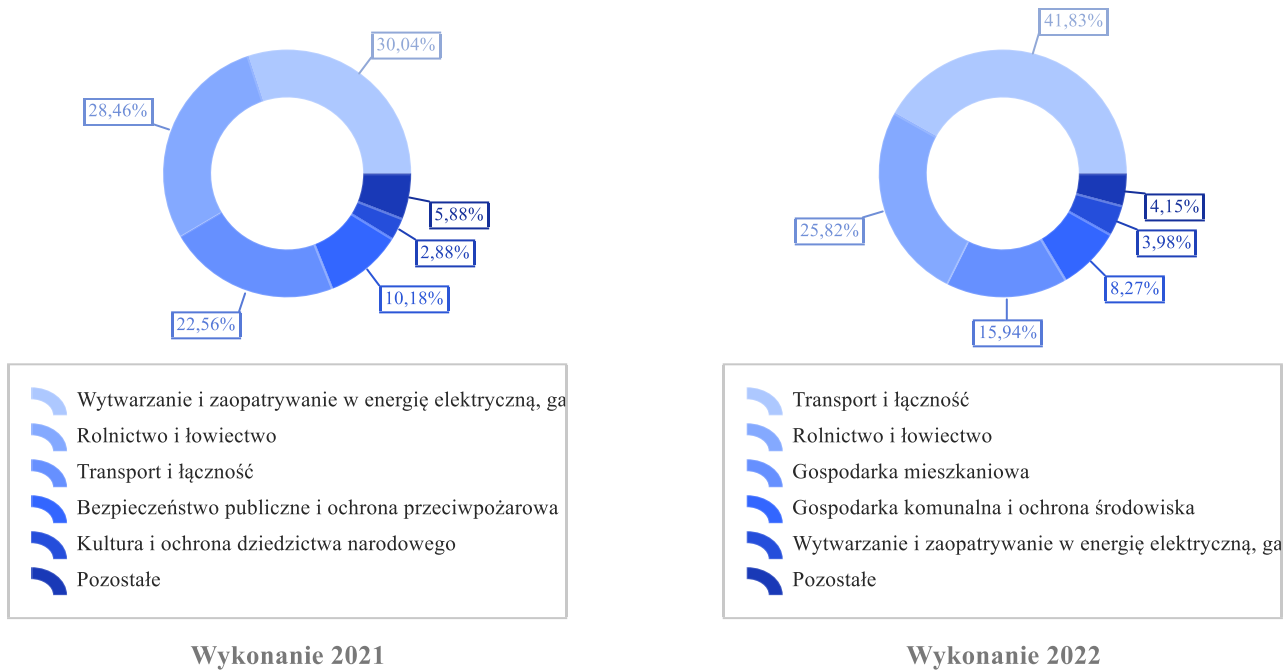 30,04%
28,46%
5,88%
2,88%
10,18%
22,56%
Wytwarzanie i zaopatrywanie w energię elektryczną, ga
Rolnictwo i łowiectwo
Transport i łączność
Bezpieczeństwo publiczne i ochrona przeciwpożarowa
Kultura i ochrona dziedzictwa narodowego
Pozostałe
Wykonanie 2021
41,83%
4,15%
25,82%
3,98%
8,27%
15,94%
Transport i łączność
Rolnictwo i łowiectwo
Gospodarka mieszkaniowa
Gospodarka komunalna i ochrona środowiska
Wytwarzanie i zaopatrywanie w energię elektryczną, ga
Pozostałe
Wykonanie 2022